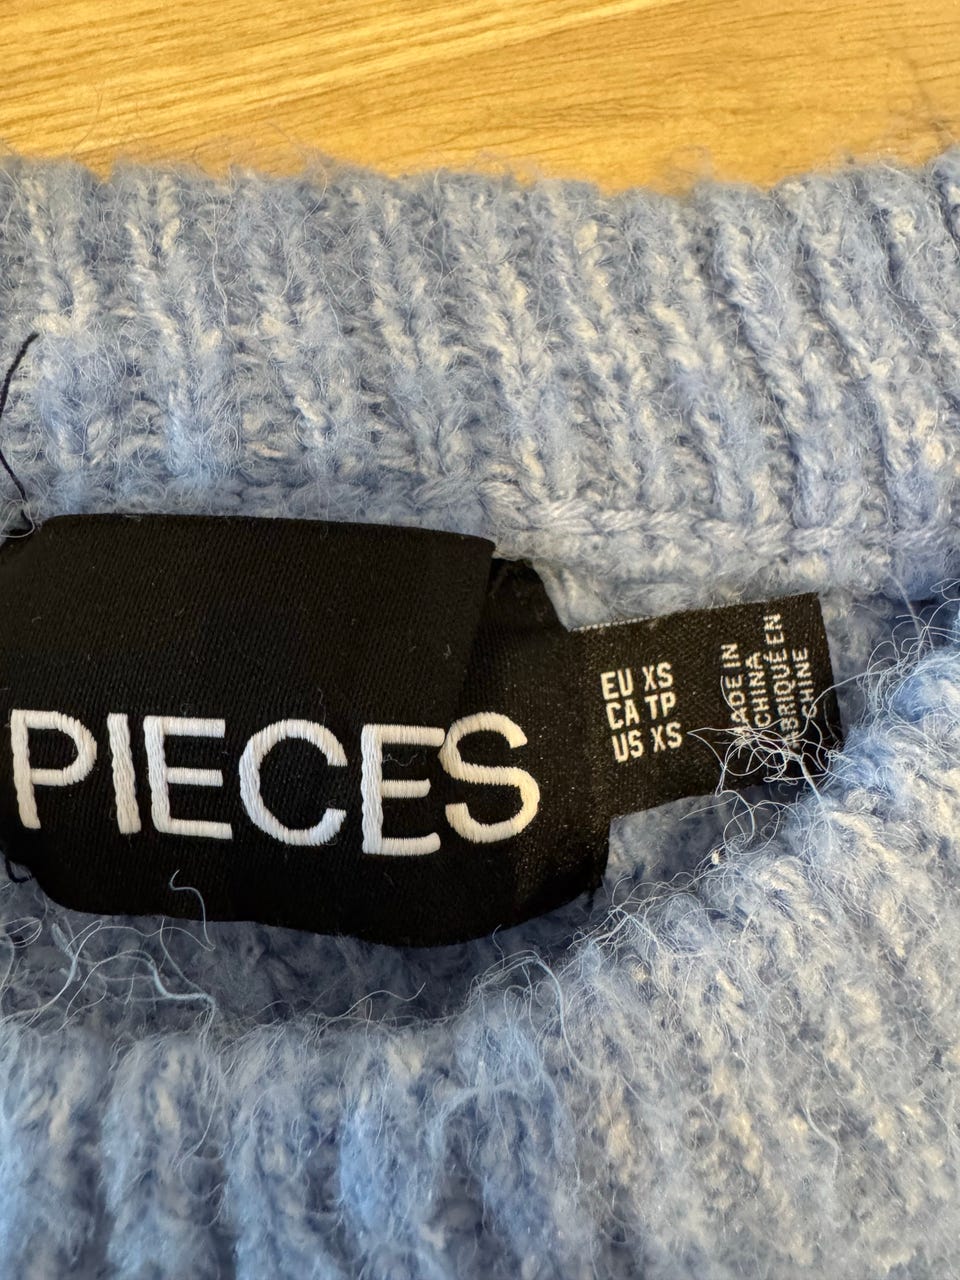 PIECES
EU XS
CA TP
US XS
MADE IN
CHINA
FABRIQUÉ EN
CHINE